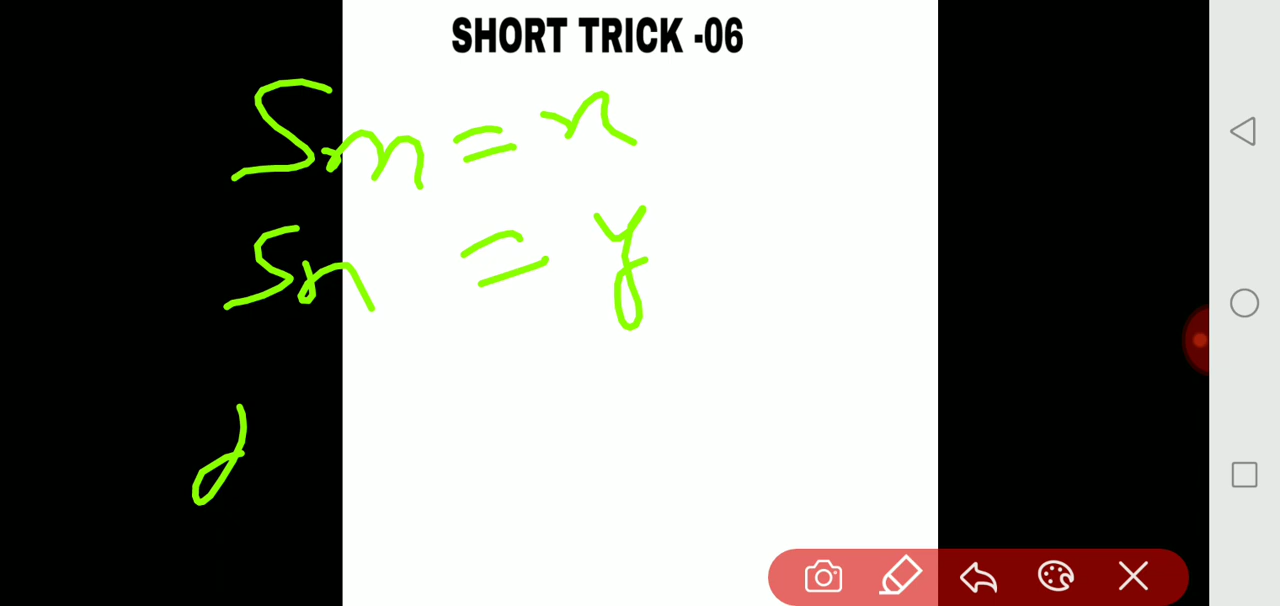 SHORT TRICK -06
Sm = x
Sn = y
d